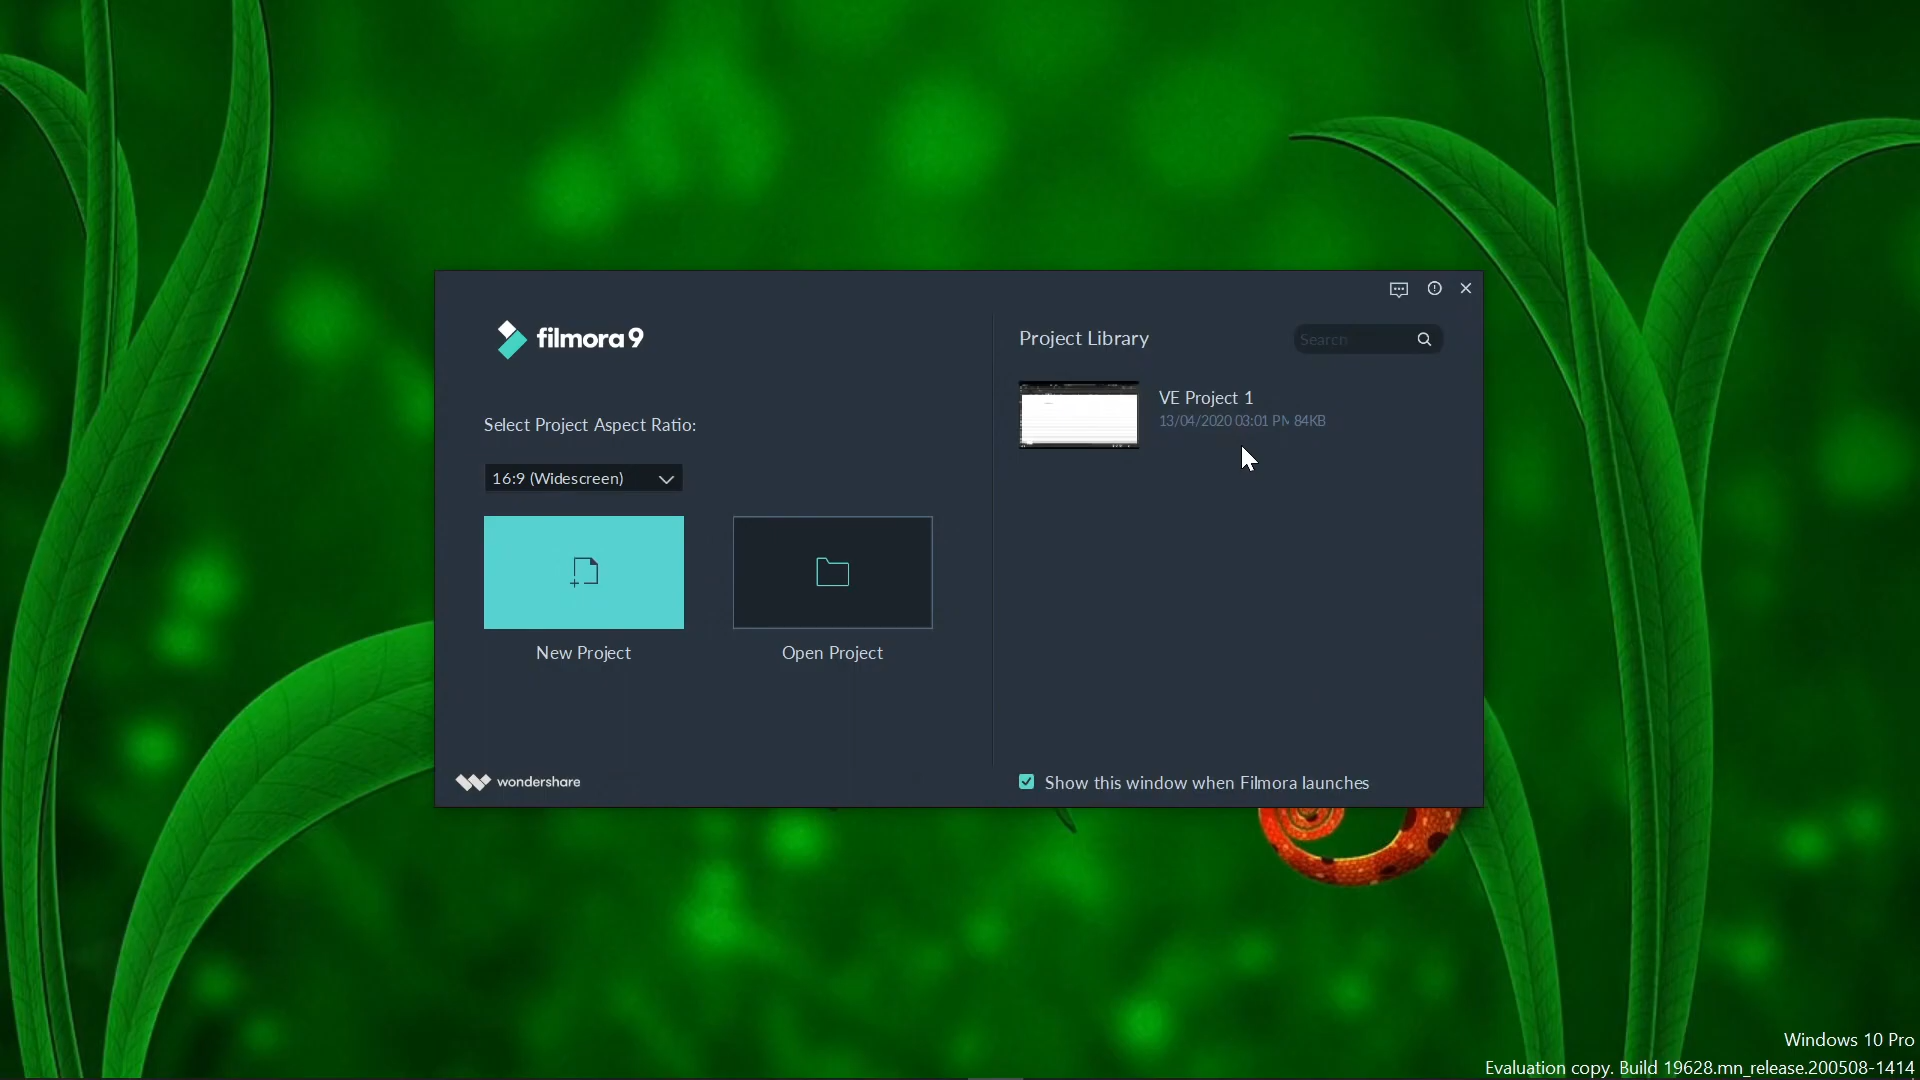 filmora9
Select Project Aspect Ratio:
16:9 (Widescreen)
New Project
Open Project
wondershare
Project Library
Search
VE Project 1
13/04/2020 03:01 PM 84KB
Show this window when Filmora launches
Windows 10 Pro
Evaluation copy. Build 19628.mn_release.200508-1414